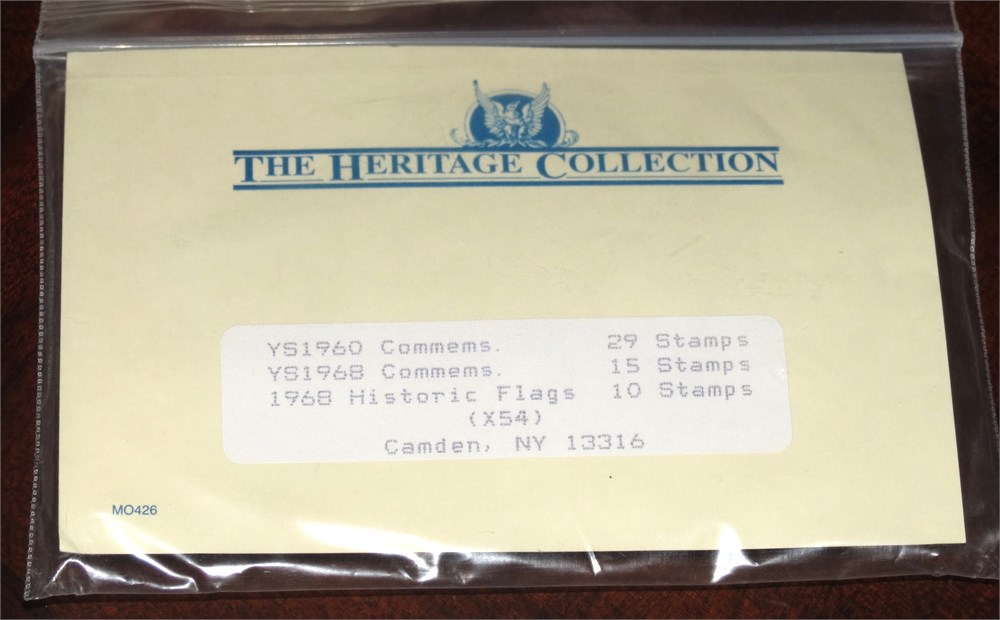 THE HERITAGE COLLECTION
YS1960 Commems. 29 Stamps
YS1968 Commems. 15 Stamps
1968 Historic Flags 10 Stamps
(X54)
Camden, NY 13316
MO426